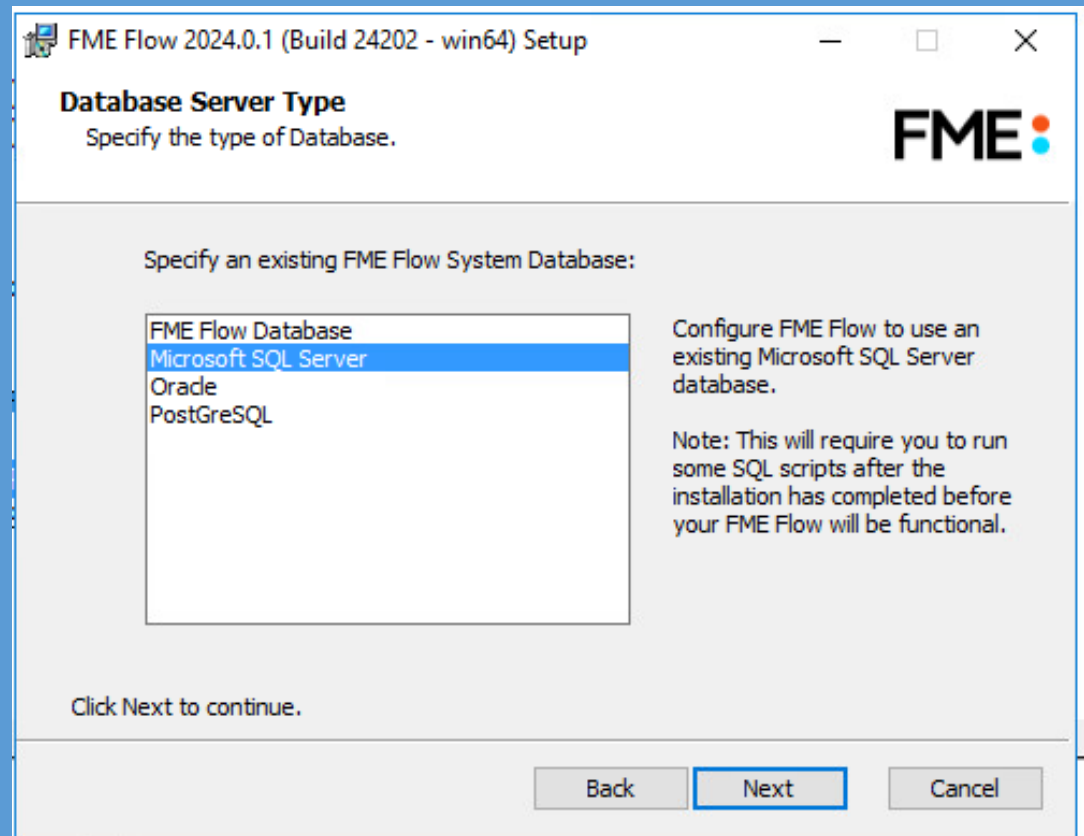 FME Flow 2024.0.1 (Build 24202 - win64) Setup
Database Server Type
Specify the type of Database.
FME
Specify an existing FME Flow System Database:
FME Flow Database
Microsoft SQL Server
Oracle
PostGreSQL
Configure FME Flow to use an
existing Microsoft SQL Server
database.
Note: This will require you to run
some SQL scripts after the
installation has completed before
your FME Flow will be functional.
Click Next to continue.
Back
Next
Cancel